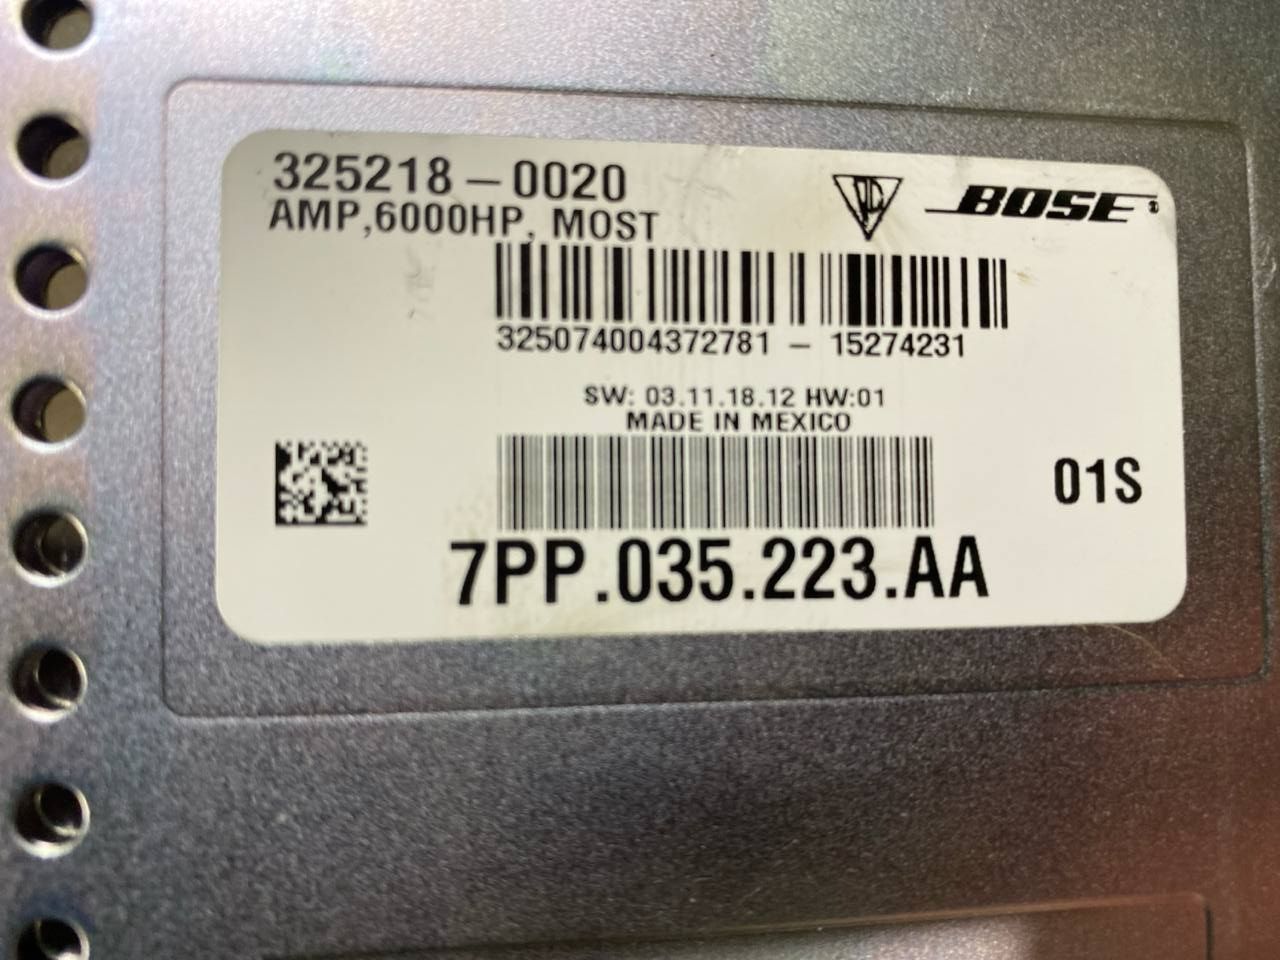 325218-0020
AMP,6000HP, MOST
PC
BOSE®
325074004372781 - 15274231
SW: 03.11.18.12 HW:01
MADE IN MEXICO
01S
7PP.035.223.AA